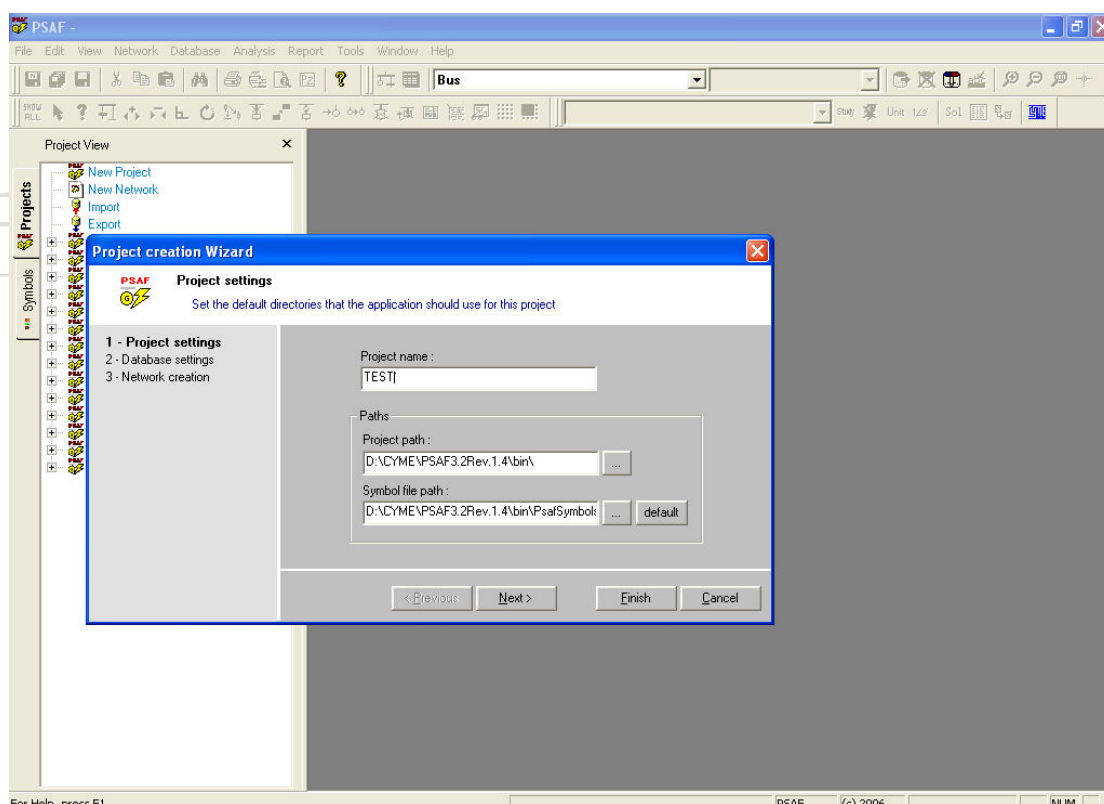 PSAF -
File Edit View Network Database Analysis Report Tools Window Help
Bus
SHOW ALL
Study Unit Sol
Project View
Projects
Symbols
New Project
New Network
Import
Export
Project creation Wizard
PSAF
Project settings
Set the default directories that the application should use for this project
1 - Project settings
2 - Database settings
3 - Network creation
Project name :
TEST
Paths
Project path :
D:\CYME\PSAF3.2Rev.1.4\bin\
...
Symbol file path :
D:\CYME\PSAF3.2Rev.1.4\bin\PsafSymbols
...
default
< Previous Next > Finish Cancel
For Help, press F1
PSAF (c) 2006 NUM